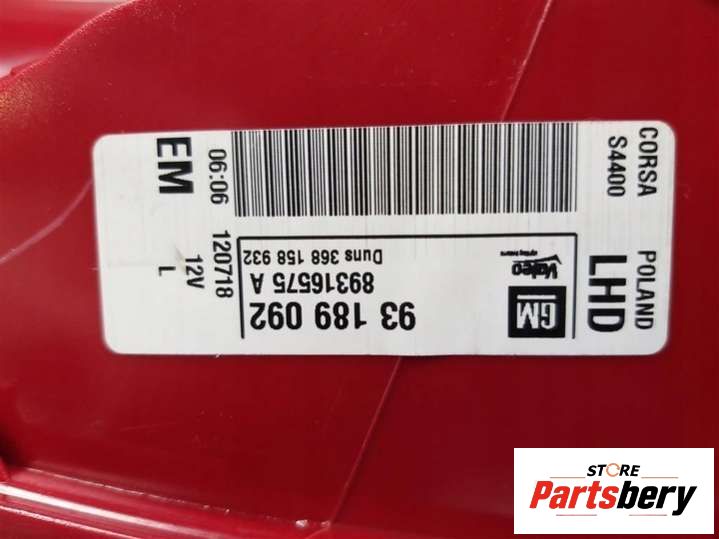 CORSA POLAND
S4400 LHD
GM
Valeo
93 189 092
89316575 A
Duns 368 158 932
06:06 120718
12V
EM L
STORE
Partsbery